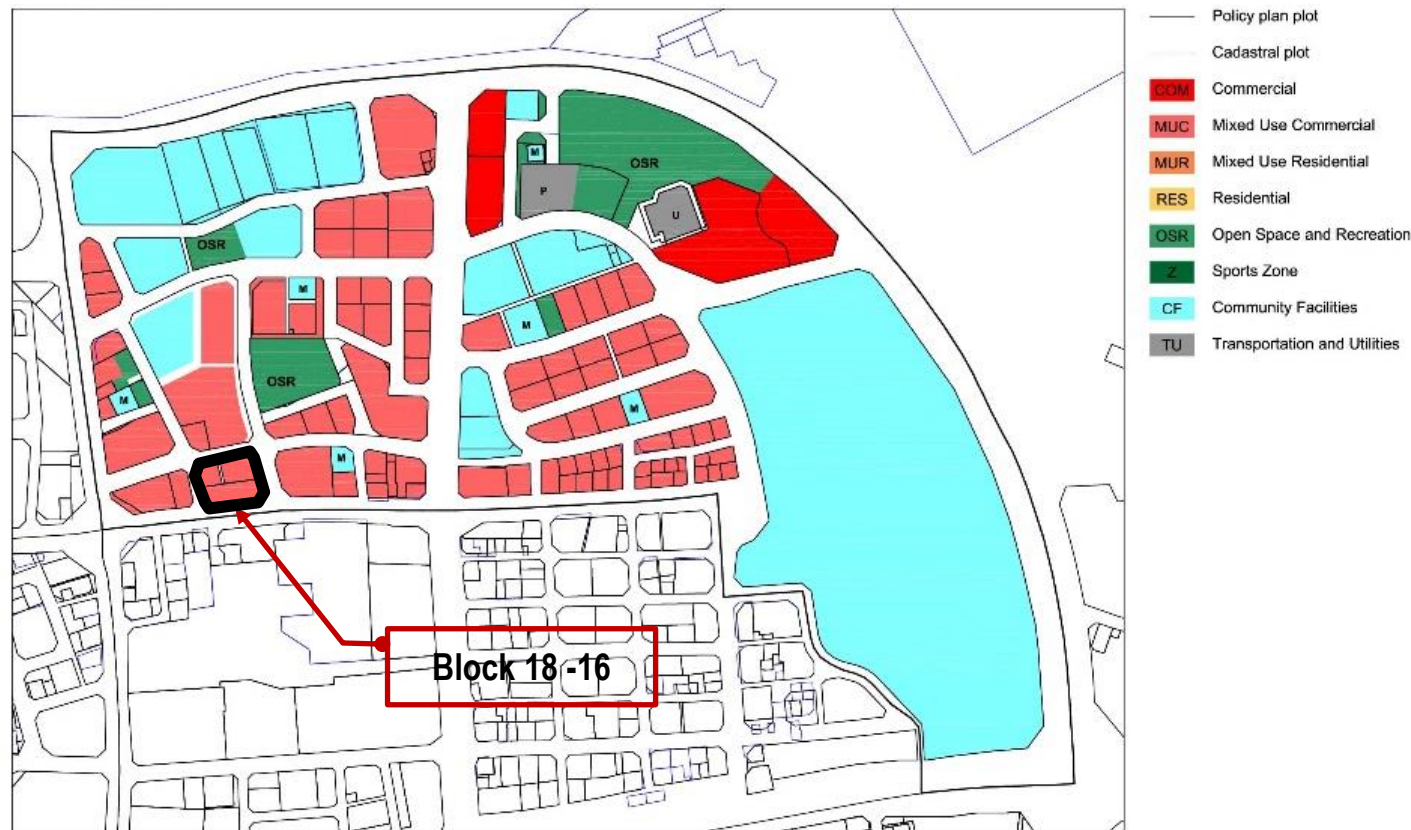 Policy plan plot
Cadastral plot
COM Commercial
MUC Mixed Use Commercial
MUR Mixed Use Residential
RES Residential
OSR Open Space and Recreation
Z Sports Zone
CF Community Facilities
TU Transportation and Utilities
M
OSR
P
U
OSR
M
M
OSR
M
M
M
Block 18 -16